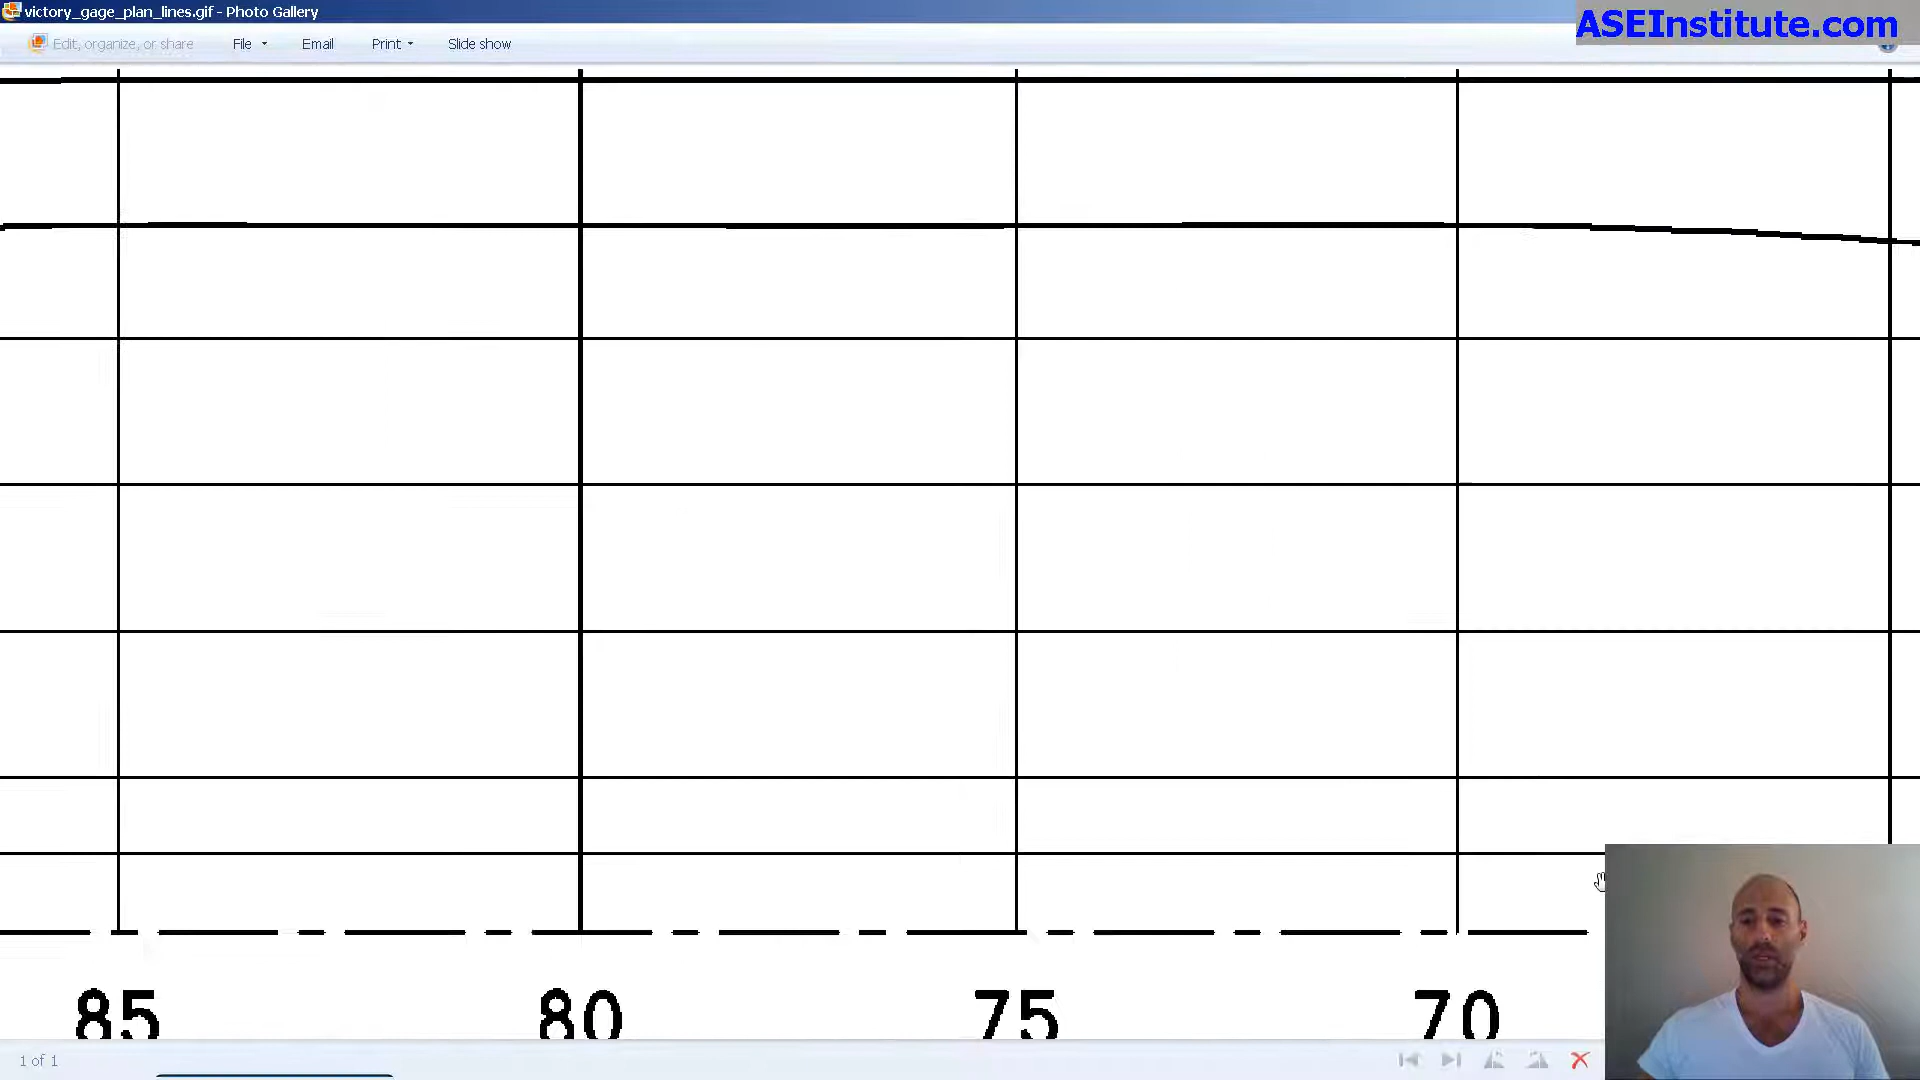 victory_gage_plan_lines.gif - Photo Gallery
ASEInstitute.com
Edit, organize, or share File Email Print Slide show
85 80 75 70
1 of 1